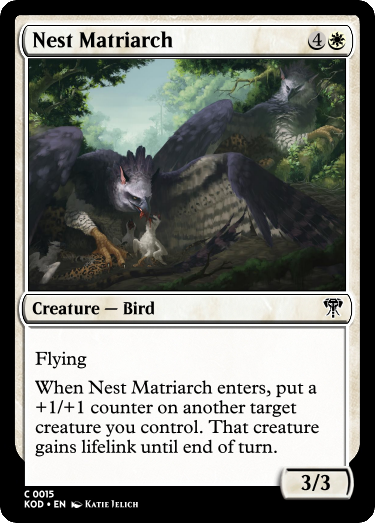 Nest Matriarch 4
Creature — Bird
Flying
When Nest Matriarch enters, put a
+1/+1 counter on another target
creature you control. That creature
gains lifelink until end of turn.
3/3
C 0015
KOD • EN Katie Jelich